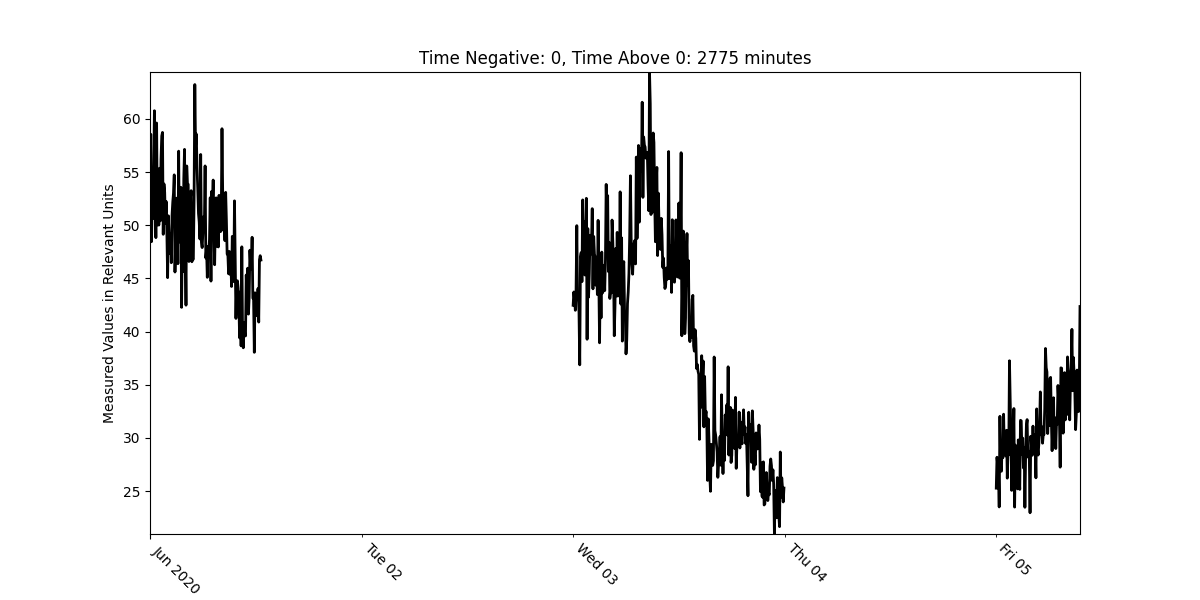 Time Negative: 0, Time Above 0: 2775 minutes
Measured Values in Relevant Units
60
55
50
45
40
35
30
25
Jun 2020
Tue 02
Wed 03
Thu 04
Fri 05